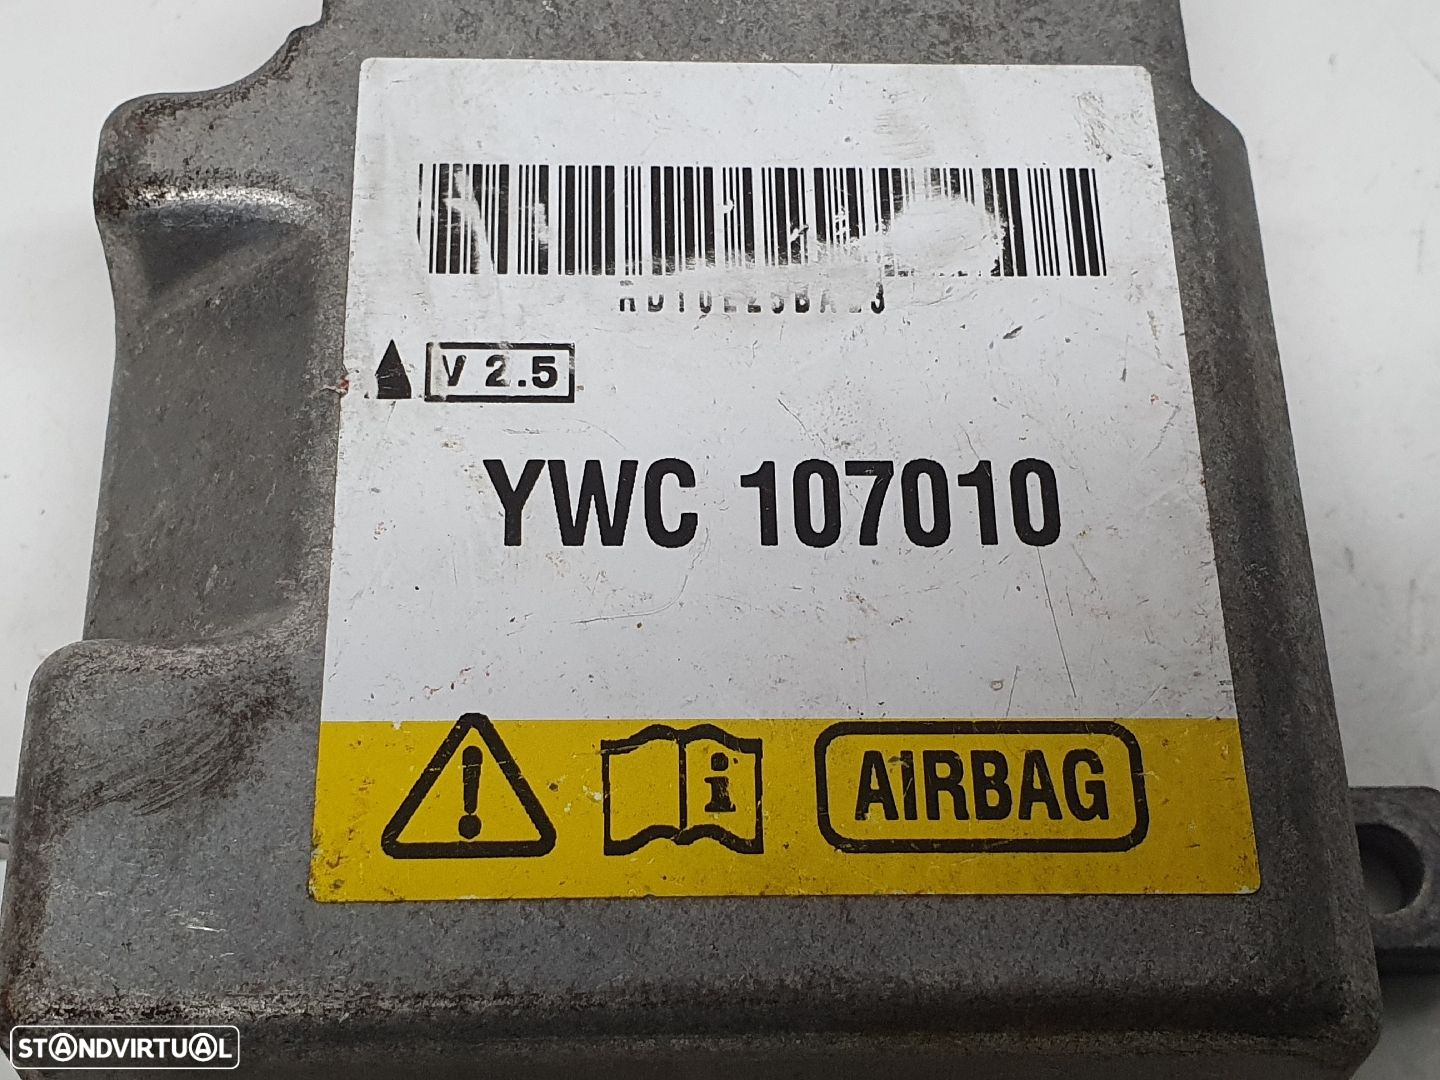 V 2.5
YWC 107010
i
AIRBAG
STANDVIRTUAL